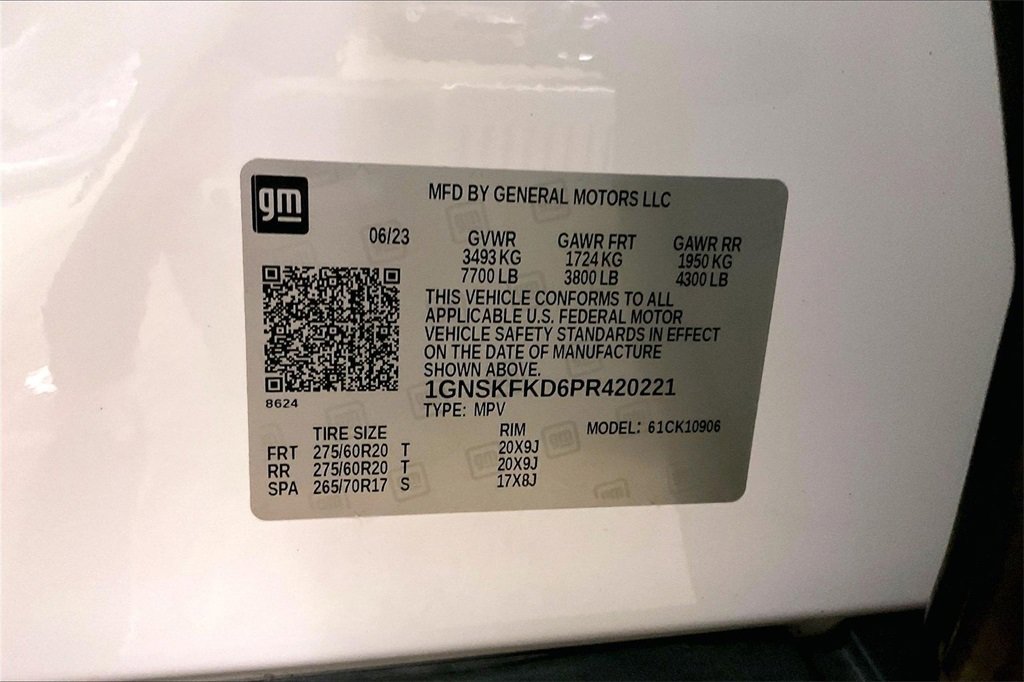 gm
MFD BY GENERAL MOTORS LLC
06/23 GVWR GAWR FRT GAWR RR
3493 KG 1724 KG 1950 KG
7700 LB 3800 LB 4300 LB
THIS VEHICLE CONFORMS TO ALL
APPLICABLE U.S. FEDERAL MOTOR
VEHICLE SAFETY STANDARDS IN EFFECT
ON THE DATE OF MANUFACTURE
SHOWN ABOVE.
1GNSKFKD6PR420221
8624
TYPE: MPV
TIRE SIZE RIM MODEL: 61CK10906
FRT 275/60R20 T 20X9J
RR 275/60R20 T 20X9J
SPA 265/70R17 S 17X8J